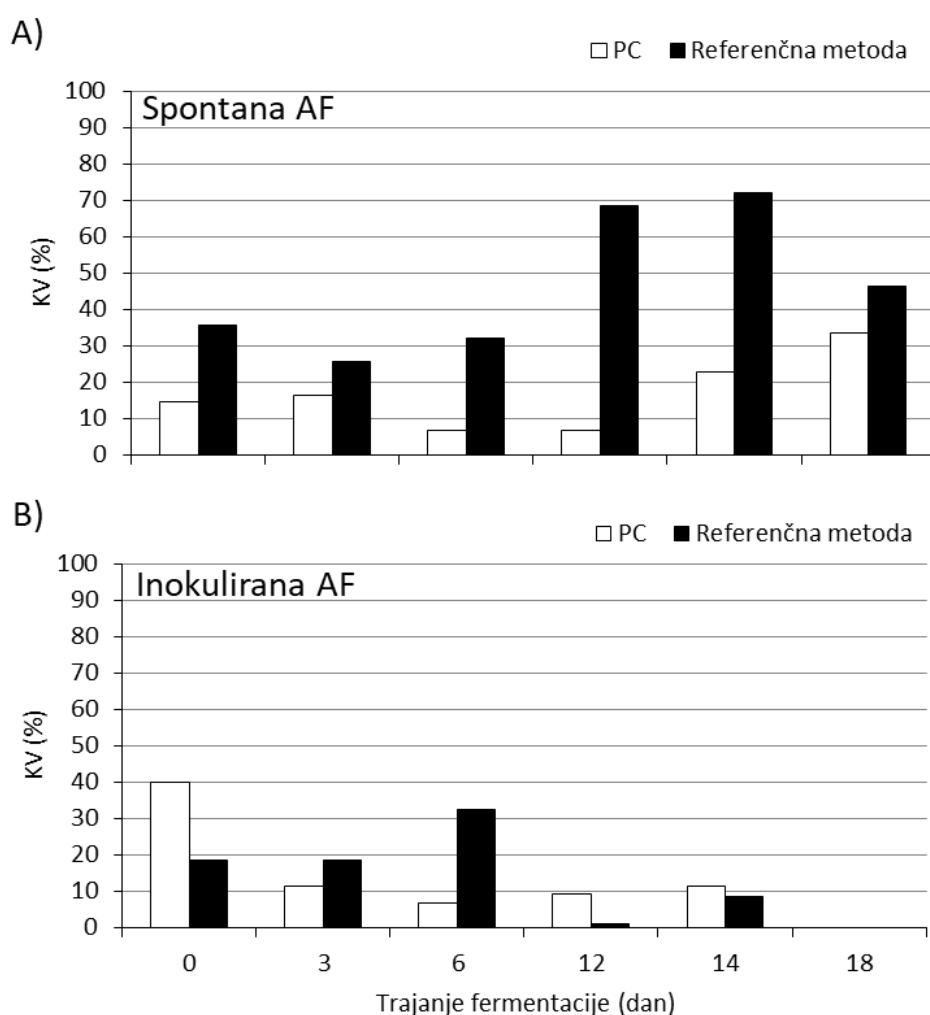 A)
PC Referenčna metoda
Spontana AF
100
90
80
70
60
50
40
30
20
10
0
KV (%)
B)
PC Referenčna metoda
Inokulirana AF
100
90
80
70
60
50
40
30
20
10
0
KV (%)
0 3 6 12 14 18
Trajanje fermentacije (dan)